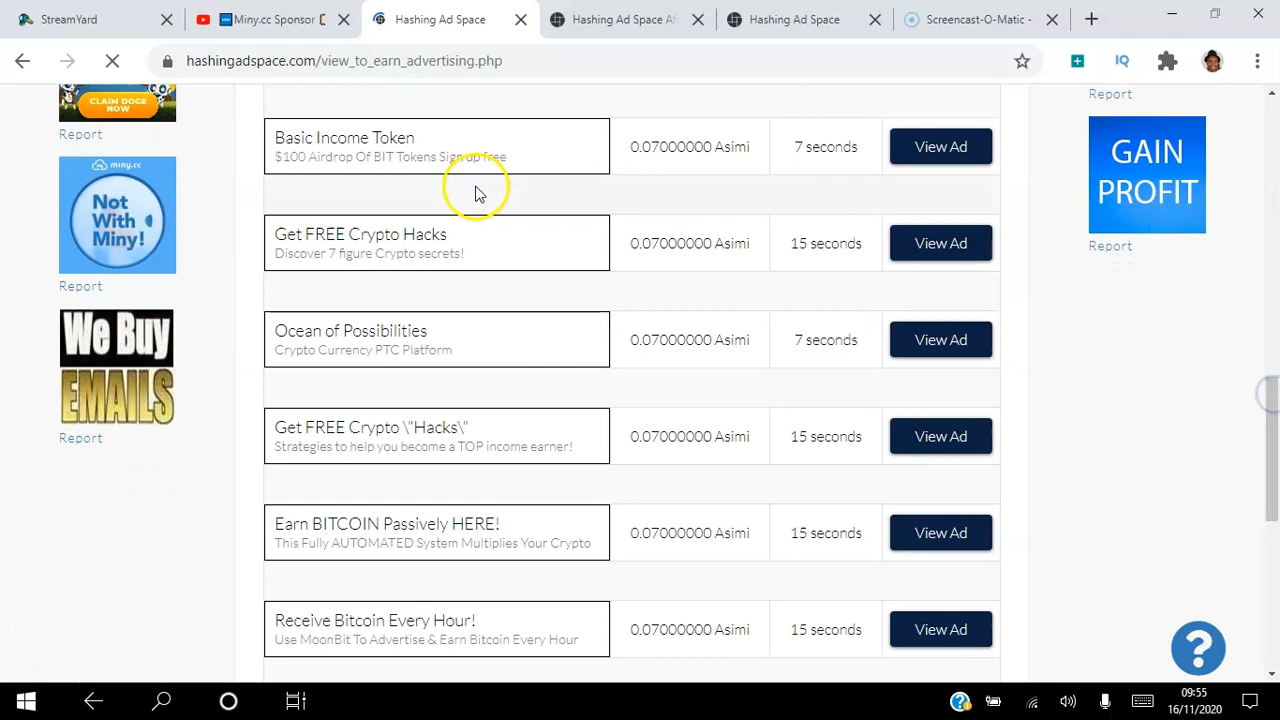 StreamYard
Miny.cc Sponsor
Hashing Ad Space
Hashing Ad Space
Hashing Ad Space
Screencast-O-Matic -
hashingadspace.com/view_to_earn_advertising.php
IQ
CLAIM DOGE
NOW
Report
miny.cc
Not
With
Miny!
Report
We Buy
EMAILS
Report
Basic Income Token
$100 Airdrop Of BIT Tokens Sign up free
0.07000000 Asimi
7 seconds
View Ad
Get FREE Crypto Hacks
Discover 7 figure Crypto secrets!
0.07000000 Asimi
15 seconds
View Ad
Ocean of Possibilities
Crypto Currency PTC Platform
0.07000000 Asimi
7 seconds
View Ad
Get FREE Crypto \"Hacks\"
Strategies to help you become a TOP income earner!
0.07000000 Asimi
15 seconds
View Ad
Earn BITCOIN Passively HERE!
This Fully AUTOMATED System Multiplies Your Crypto
0.07000000 Asimi
15 seconds
View Ad
Receive Bitcoin Every Hour!
Use MoonBit To Advertise & Earn Bitcoin Every Hour
0.07000000 Asimi
15 seconds
View Ad
Report
GAIN
PROFIT
Report
?
09:55
16/11/2020